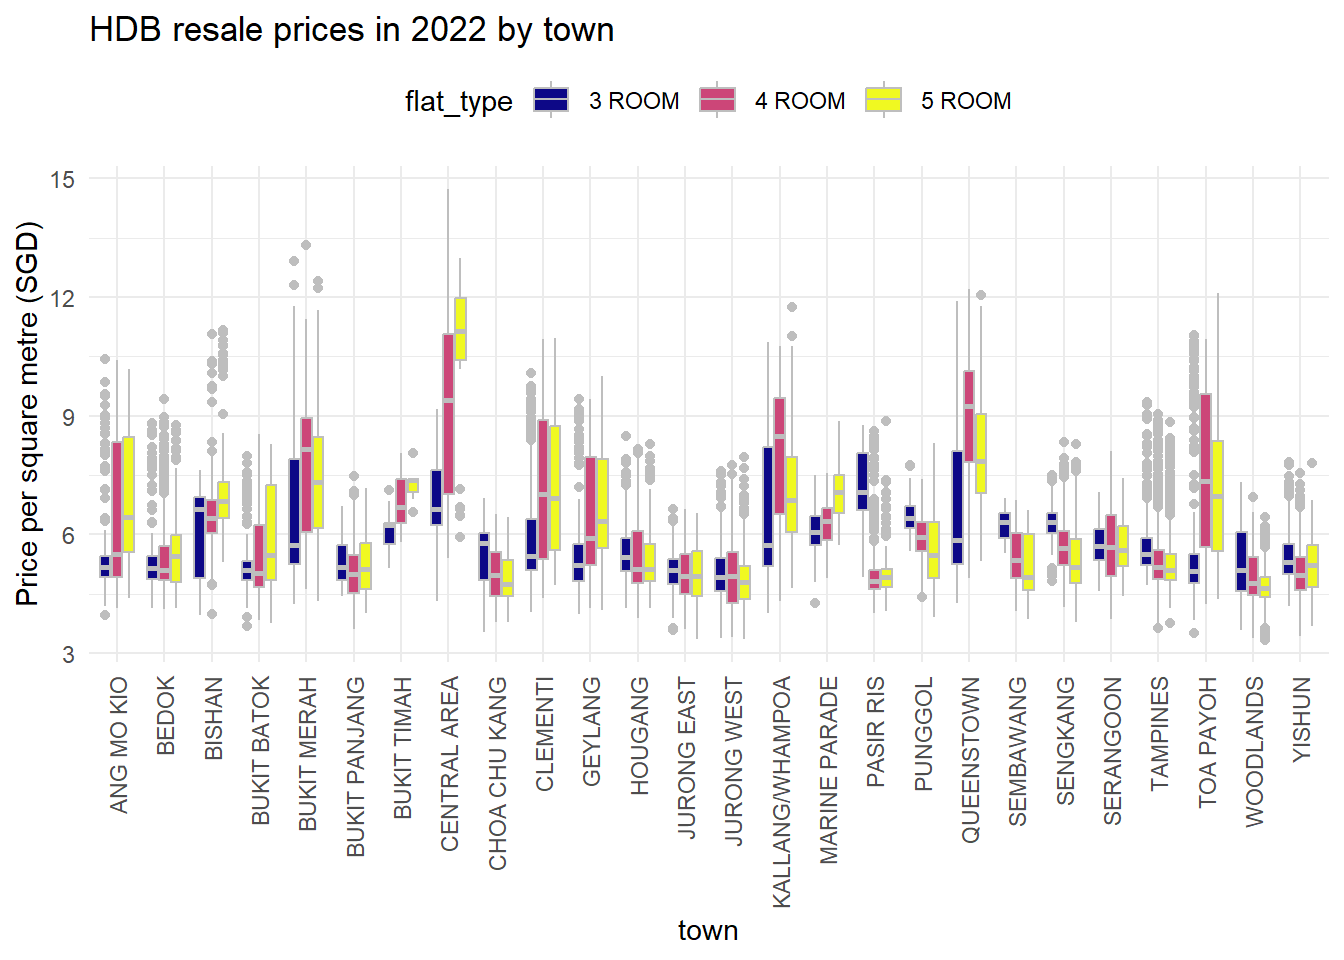 HDB resale prices in 2022 by town
flat_type 3 ROOM 4 ROOM 5 ROOM
Price per square metre (SGD)
15
12
9
6
3
ANG MO KIO
BEDOK
BISHAN
BUKIT BATOK
BUKIT MERAH
BUKIT PANJANG
BUKIT TIMAH
CENTRAL AREA
CHOA CHU KANG
CLEMENTI
GEYLANG
HOUGANG
JURONG EAST
JURONG WEST
KALLANG/WHAMPOA
MARINE PARADE
PASIR RIS
PUNGGOL
QUEENSTOWN
SEMBAWANG
SENGKANG
SERANGOON
TAMPINES
TOA PAYOH
WOODLANDS
YISHUN
town